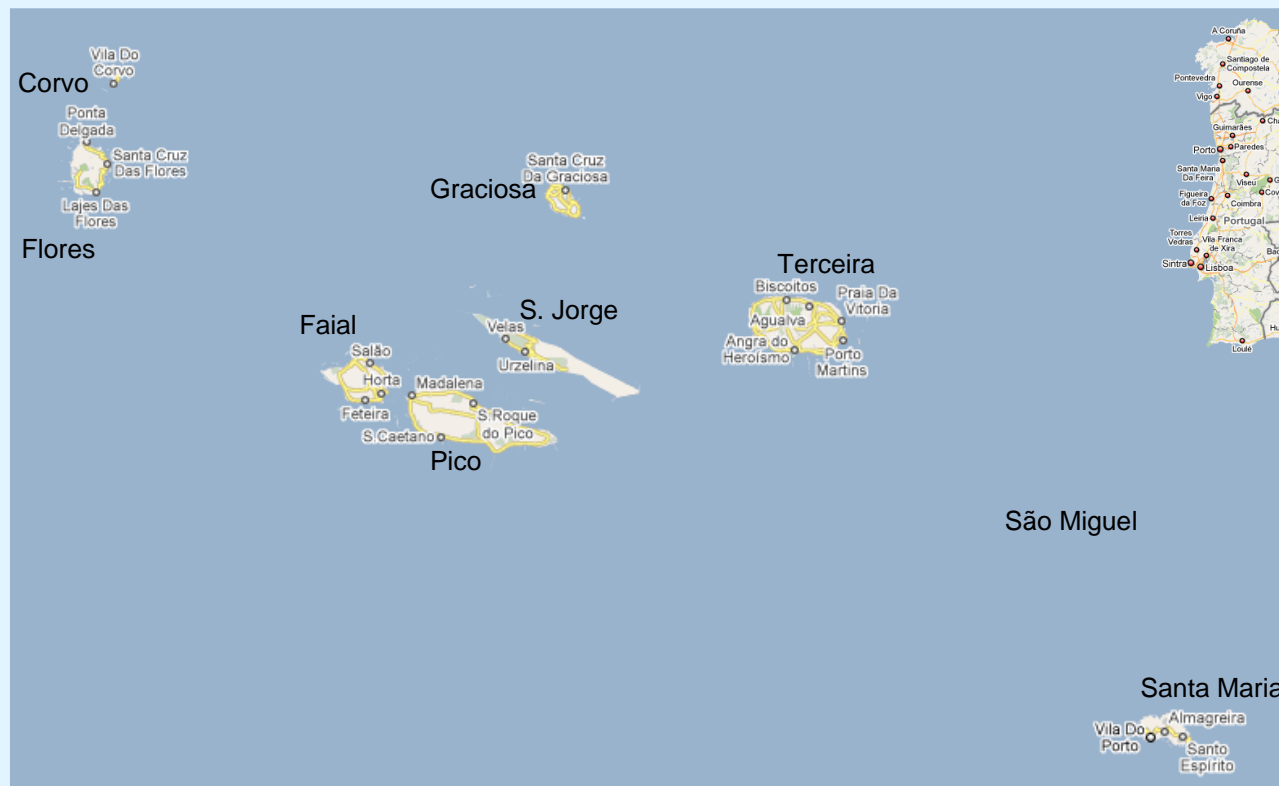 Vila Do
Corvo
Corvo
Ponta
Delgada
Santa Cruz
Das Flores
Lajes Das
Flores
Flores
Santa Cruz
Da Graciosa
Graciosa
Terceira
Biscoitos
Praia Da
Vitoria
Agualva
Angra do
Heroísmo
Porto
Martins
S. Jorge
Velas
Urzelina
Faial
Salão
Horta
Feteira
Madalena
S.Roque
do Pico
S.Caetano
Pico
São Miguel
Santa Maria
Vila Do
Porto
Almagreira
Santo
Espírito
A Coruña
Santiago de
Compostela
Pontevedra
Ourense
Vigo
Guimarães
Porto
Paredes
Santa Maria
Da Feira
Viseu
Figueira
da Foz
Coimbra
Leiria
Portugal
Torres
Vedras
Vila Franca
de Xira
Sintra
Lisboa
Loulé